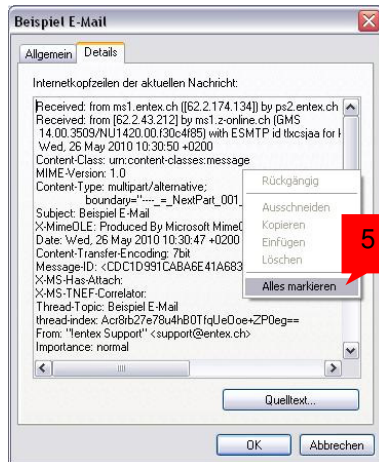 Beispiel E-Mail
Allgemein Details
Internetkopfzeilen der aktuellen Nachricht:
Received: from ms1.entex.ch ([62.2.174.134]) by ps2.entex.ch
Received: from [62.2.43.212] by ms1.z-online.ch (GMS
14.00.3509/NU1420.00.f30c4f85) with ESMTP id tlxcsjaa for
Wed, 26 May 2010 10:30:50 +0200
Content-Class: urn:content-classes:message
MIME-Version: 1.0
Content-Type: multipart/alternative;
boundary="----_=_NextPart_001_
Subject: Beispiel E-Mail
X-MimeOLE: Produced By Microsoft MimeO
Date: Wed, 26 May 2010 10:30:47 +0200
Content-Transfer-Encoding: 7bit
Message-ID: <CDC1D991CABA6E41A683
X-MS-Has-Attach:
X-MS-TNEF-Correlator:
Thread-Topic: Beispiel E-Mail
thread-index: Acr8rb27e78u4hB0TfqUeOoe+ZP0eg==
From: "!entex Support" <support@entex.ch>
Importance: normal
Rückgängig
Ausschneiden
Kopieren
Einfügen
Löschen
Alles markieren
5
Quelltext...
OK Abbrechen